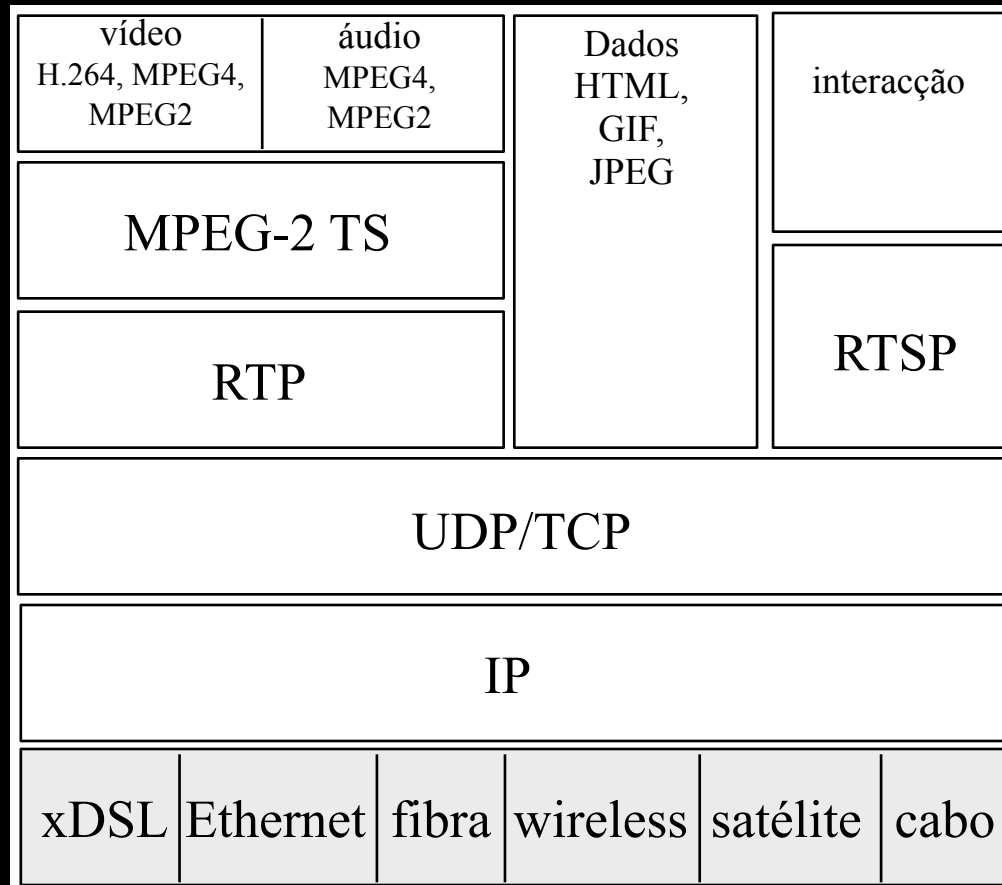 vídeo
H.264, MPEG4,
MPEG2
áudio
MPEG4,
MPEG2
Dados
HTML,
GIF,
JPEG
interacção
MPEG-2 TS
RTP
RTSP
UDP/TCP
IP
xDSL
Ethernet
fibra
wireless
satélite
cabo